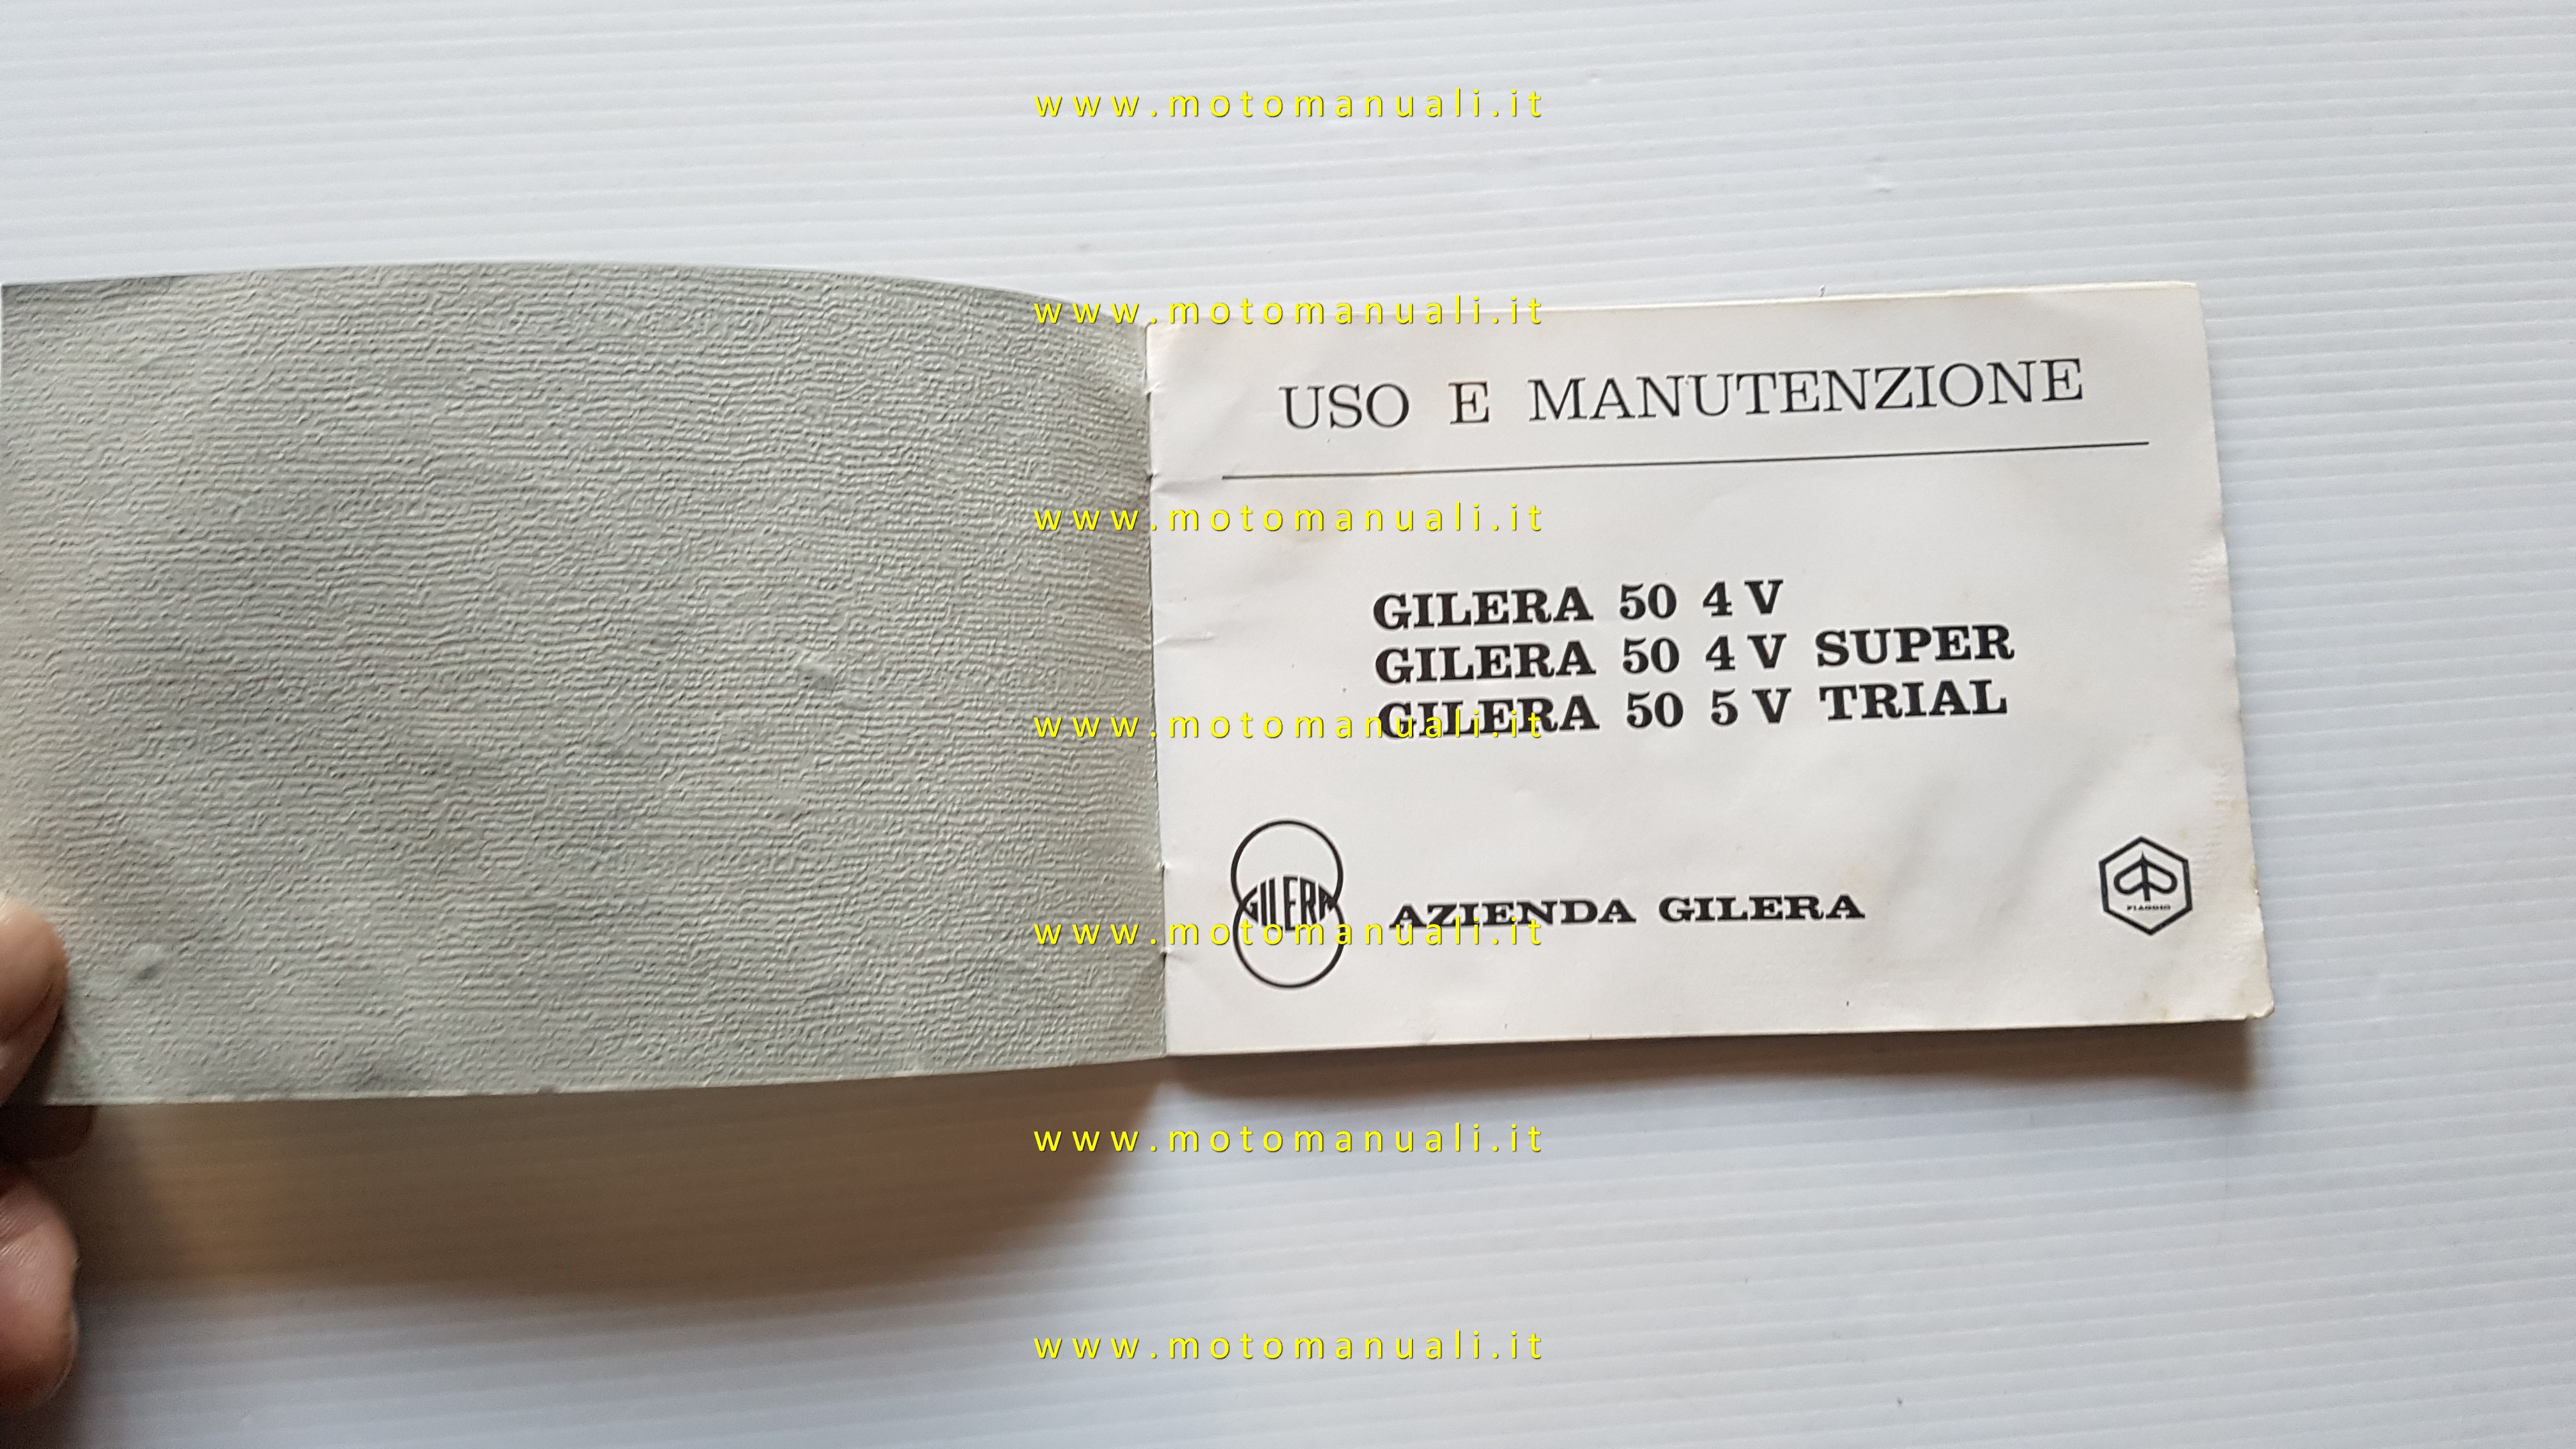 www.motomanuali.it
www.motomanuali.it
USO E MANUTENZIONE
www.motomanuali.it
GILERA 50 4 V
GILERA 50 4 V SUPER
GILERA 50 5 V TRIAL
www.motomanuali.it
GILERA
AZIENDA GILERA
PIAGGIO
www.motomanuali.it
www.motomanuali.it
www.motomanuali.it